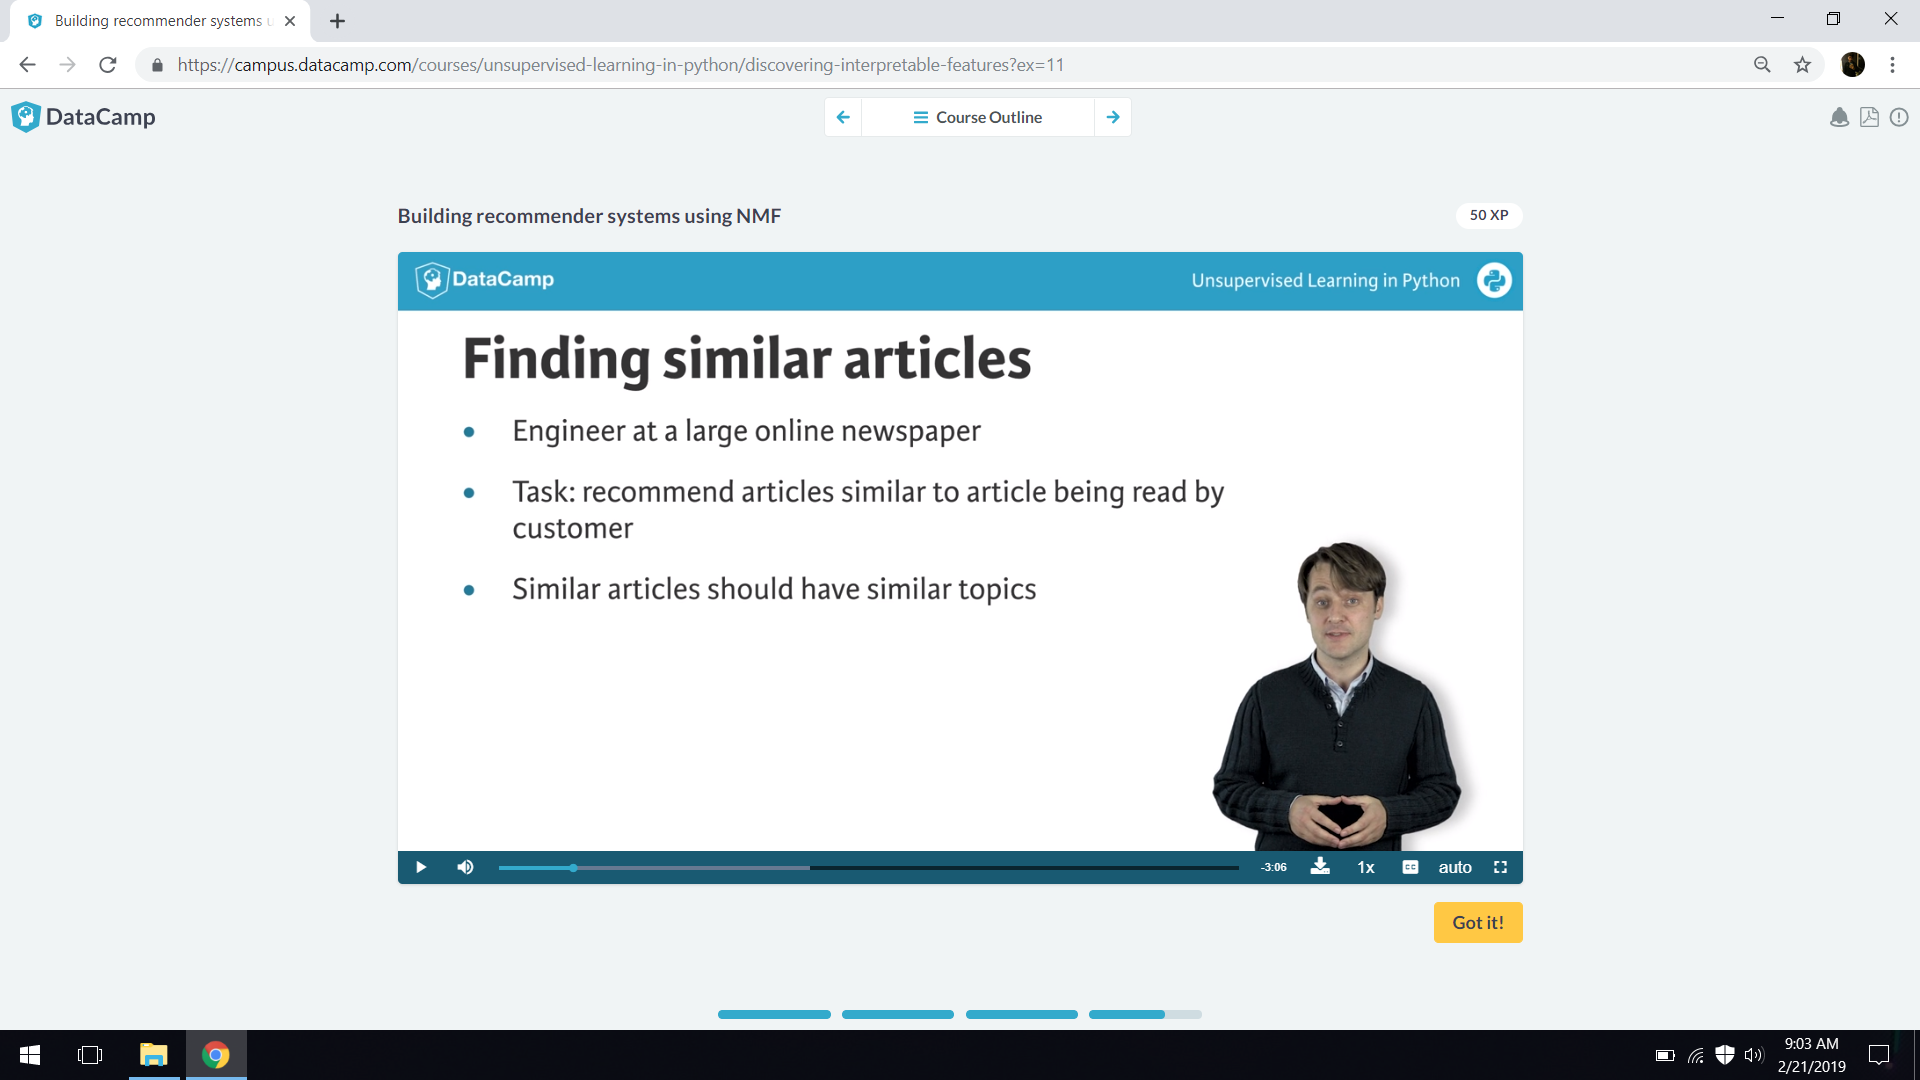 Building recommender systems u
https://campus.datacamp.com/courses/unsupervised-learning-in-python/discovering-interpretable-features?ex=11
DataCamp
Course Outline
Building recommender systems using NMF
50 XP
DataCamp
Unsupervised Learning in Python
Finding similar articles
• Engineer at a large online newspaper
• Task: recommend articles similar to article being read by
customer
• Similar articles should have similar topics
-3:06
1x
CC
auto
Got it!
9:03 AM
2/21/2019